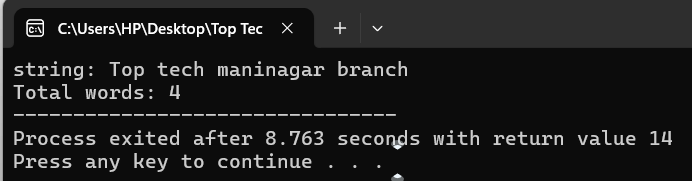 C:\Users\HP\Desktop\Top Tec
string: Top tech maninagar branch
Total words: 4
--------------------------------
Process exited after 8.763 seconds with return value 14
Press any key to continue . . .